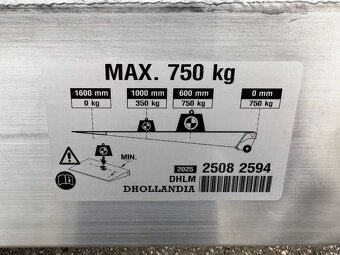 MAX. 750 kg
1600 mm 1000 mm 600 mm 0 mm
0 kg 350 kg 750 kg 750 kg
MIN.
2025 2508 2594
DHLM
DHOLLANDIA